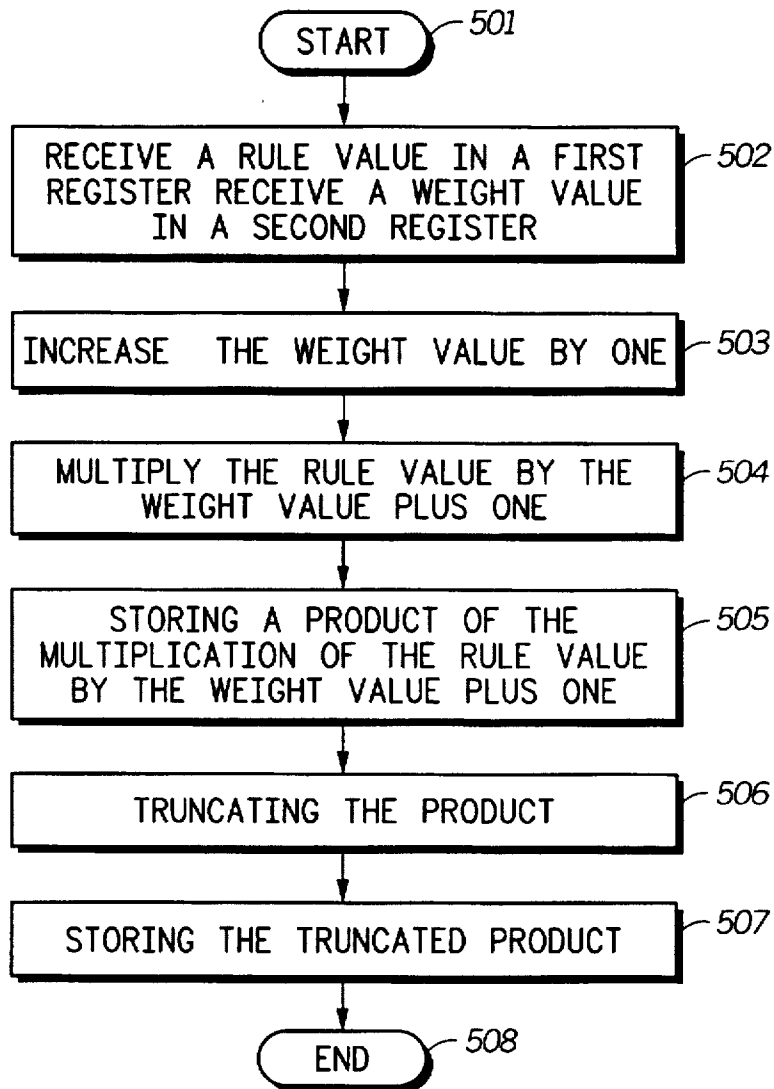 START
501
RECEIVE A RULE VALUE IN A FIRST
REGISTER RECEIVE A WEIGHT VALUE
IN A SECOND REGISTER
502
INCREASE THE WEIGHT VALUE BY ONE
503
MULTIPLY THE RULE VALUE BY THE
WEIGHT VALUE PLUS ONE
504
STORING A PRODUCT OF THE
MULTIPLICATION OF THE RULE VALUE
BY THE WEIGHT VALUE PLUS ONE
505
TRUNCATING THE PRODUCT
506
STORING THE TRUNCATED PRODUCT
507
END
508